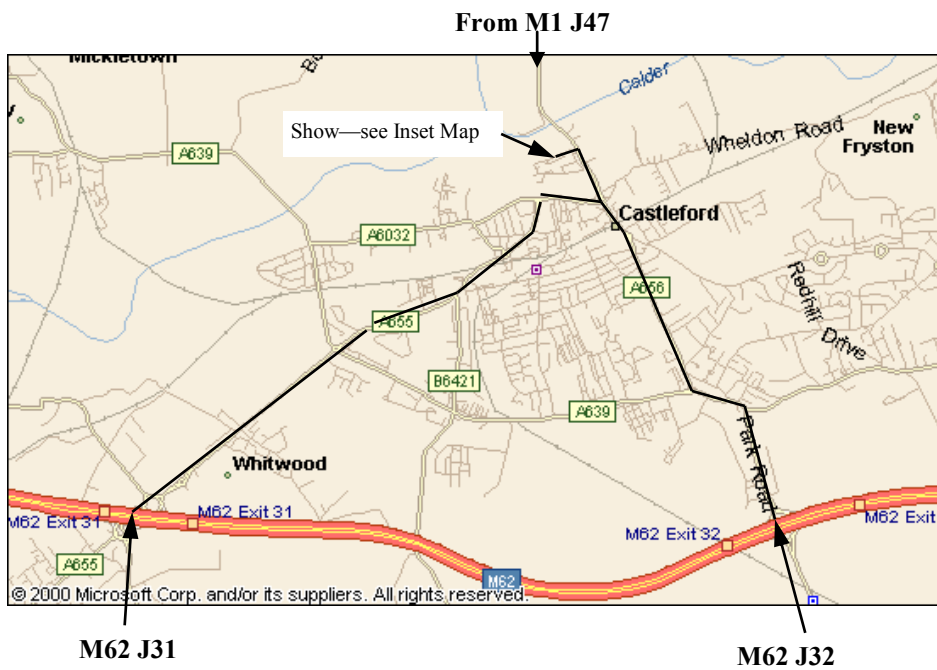 From M1 J47
Mickletown
Calder
Show—see Inset Map
Wheldon Road
New
Fryston
A639
Castleford
A6032
A656
Redhill Drive
A655
B6421
A639
Park Road
Whitwood
M62 Exit 31
M62 Exit 31
M62 Exit
M62 Exit 32
A655
M62
© 2000 Microsoft Corp. and/or its suppliers. All rights reserved.
M62 J31
M62 J32